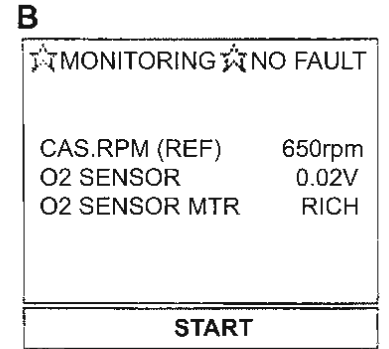 B
☆MONITORING☆NO FAULT
CAS.RPM (REF) 650rpm
O2 SENSOR 0.02V
O2 SENSOR MTR RICH
START